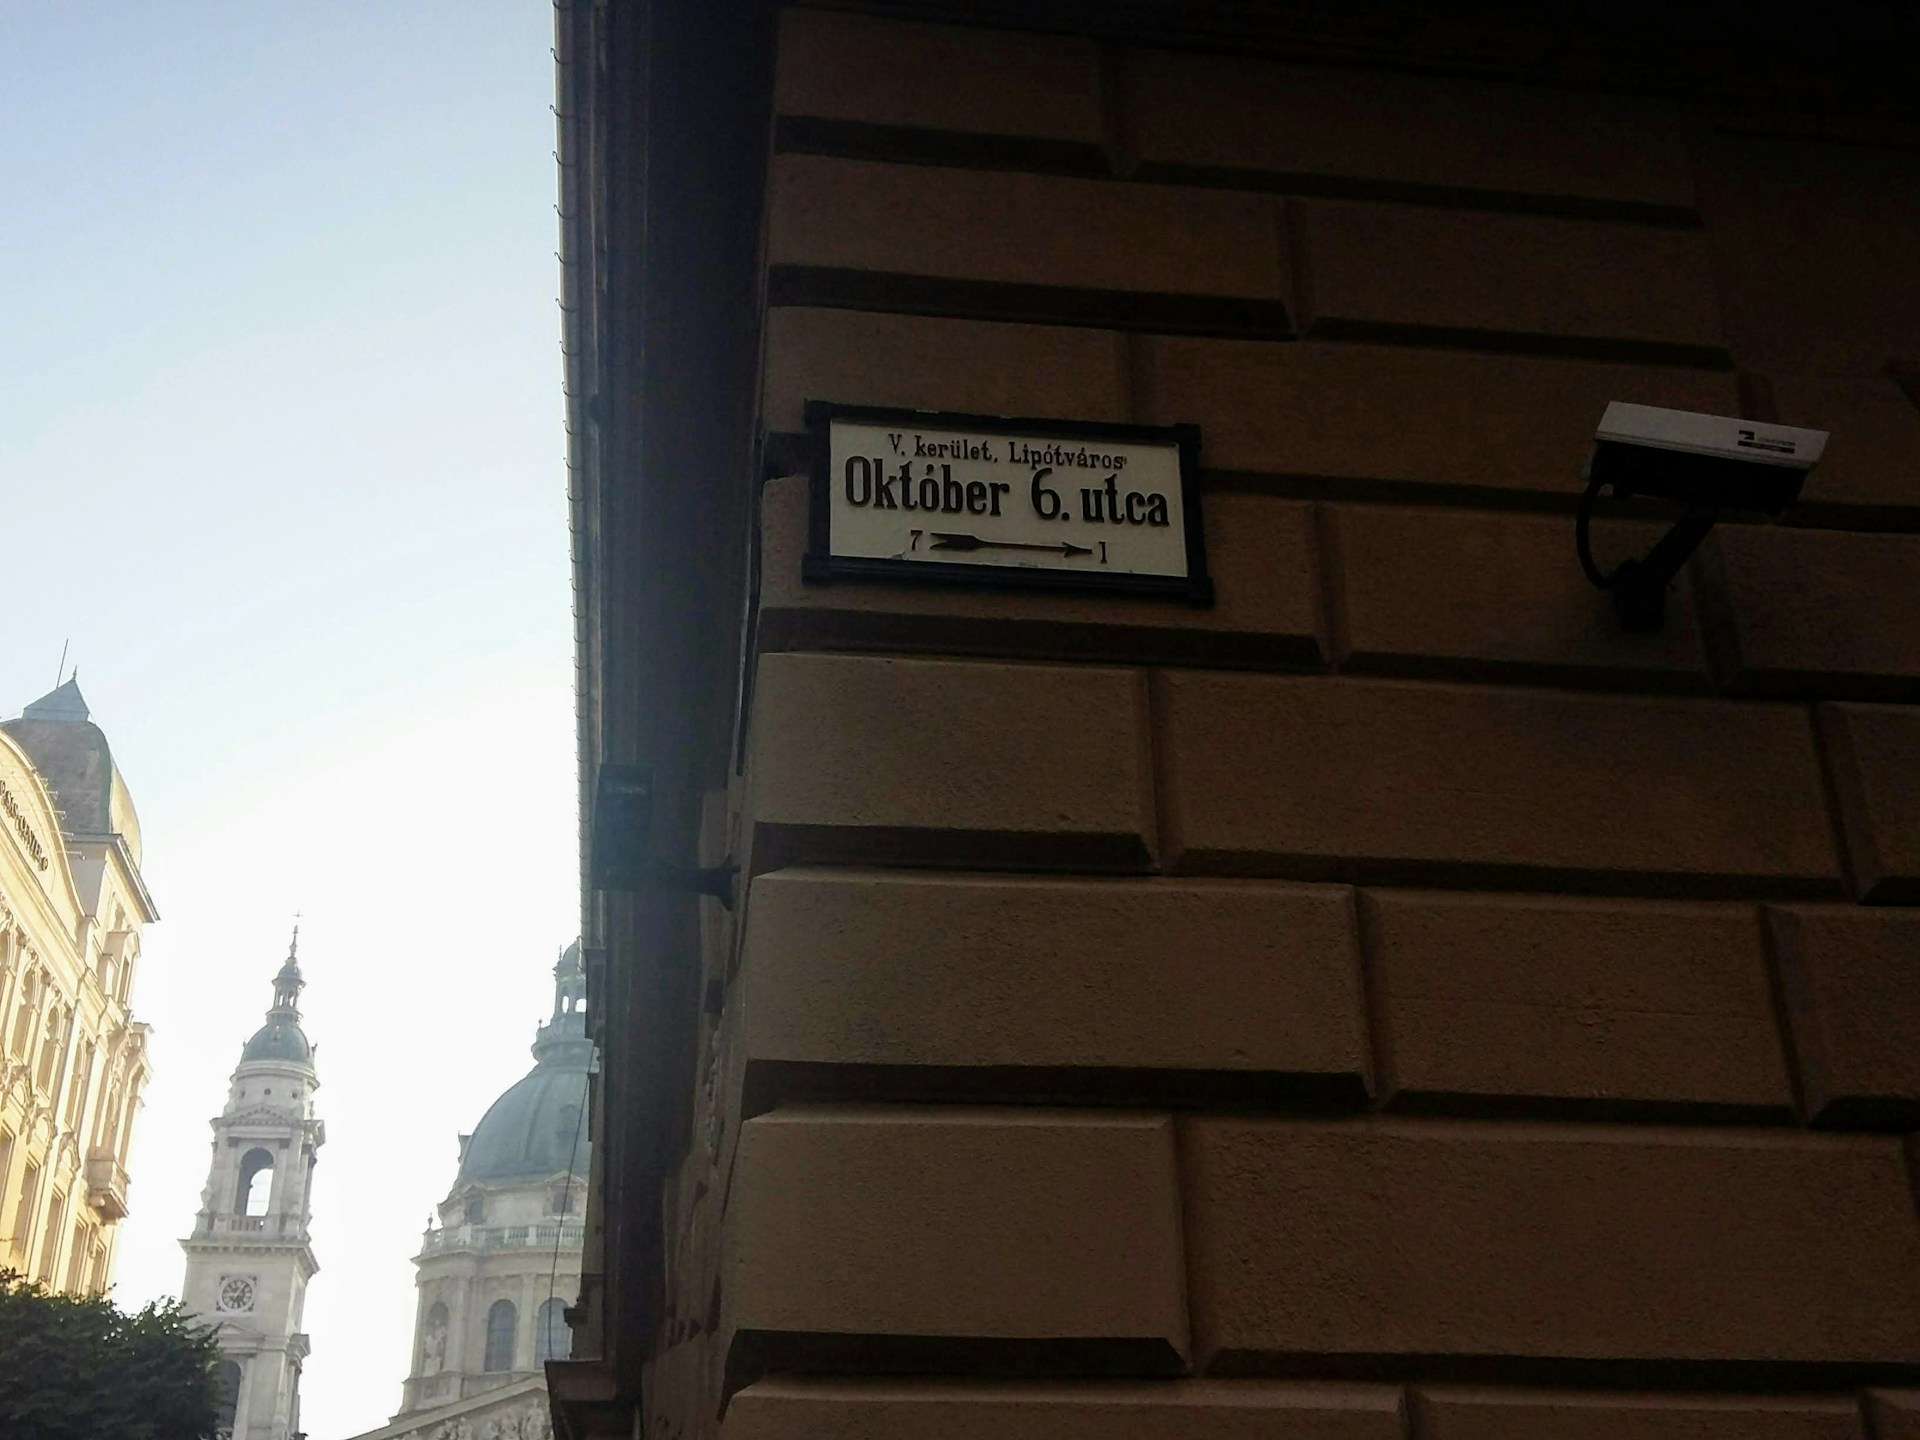 V. kerület, Lipótváros
Október 6. utca
7 1